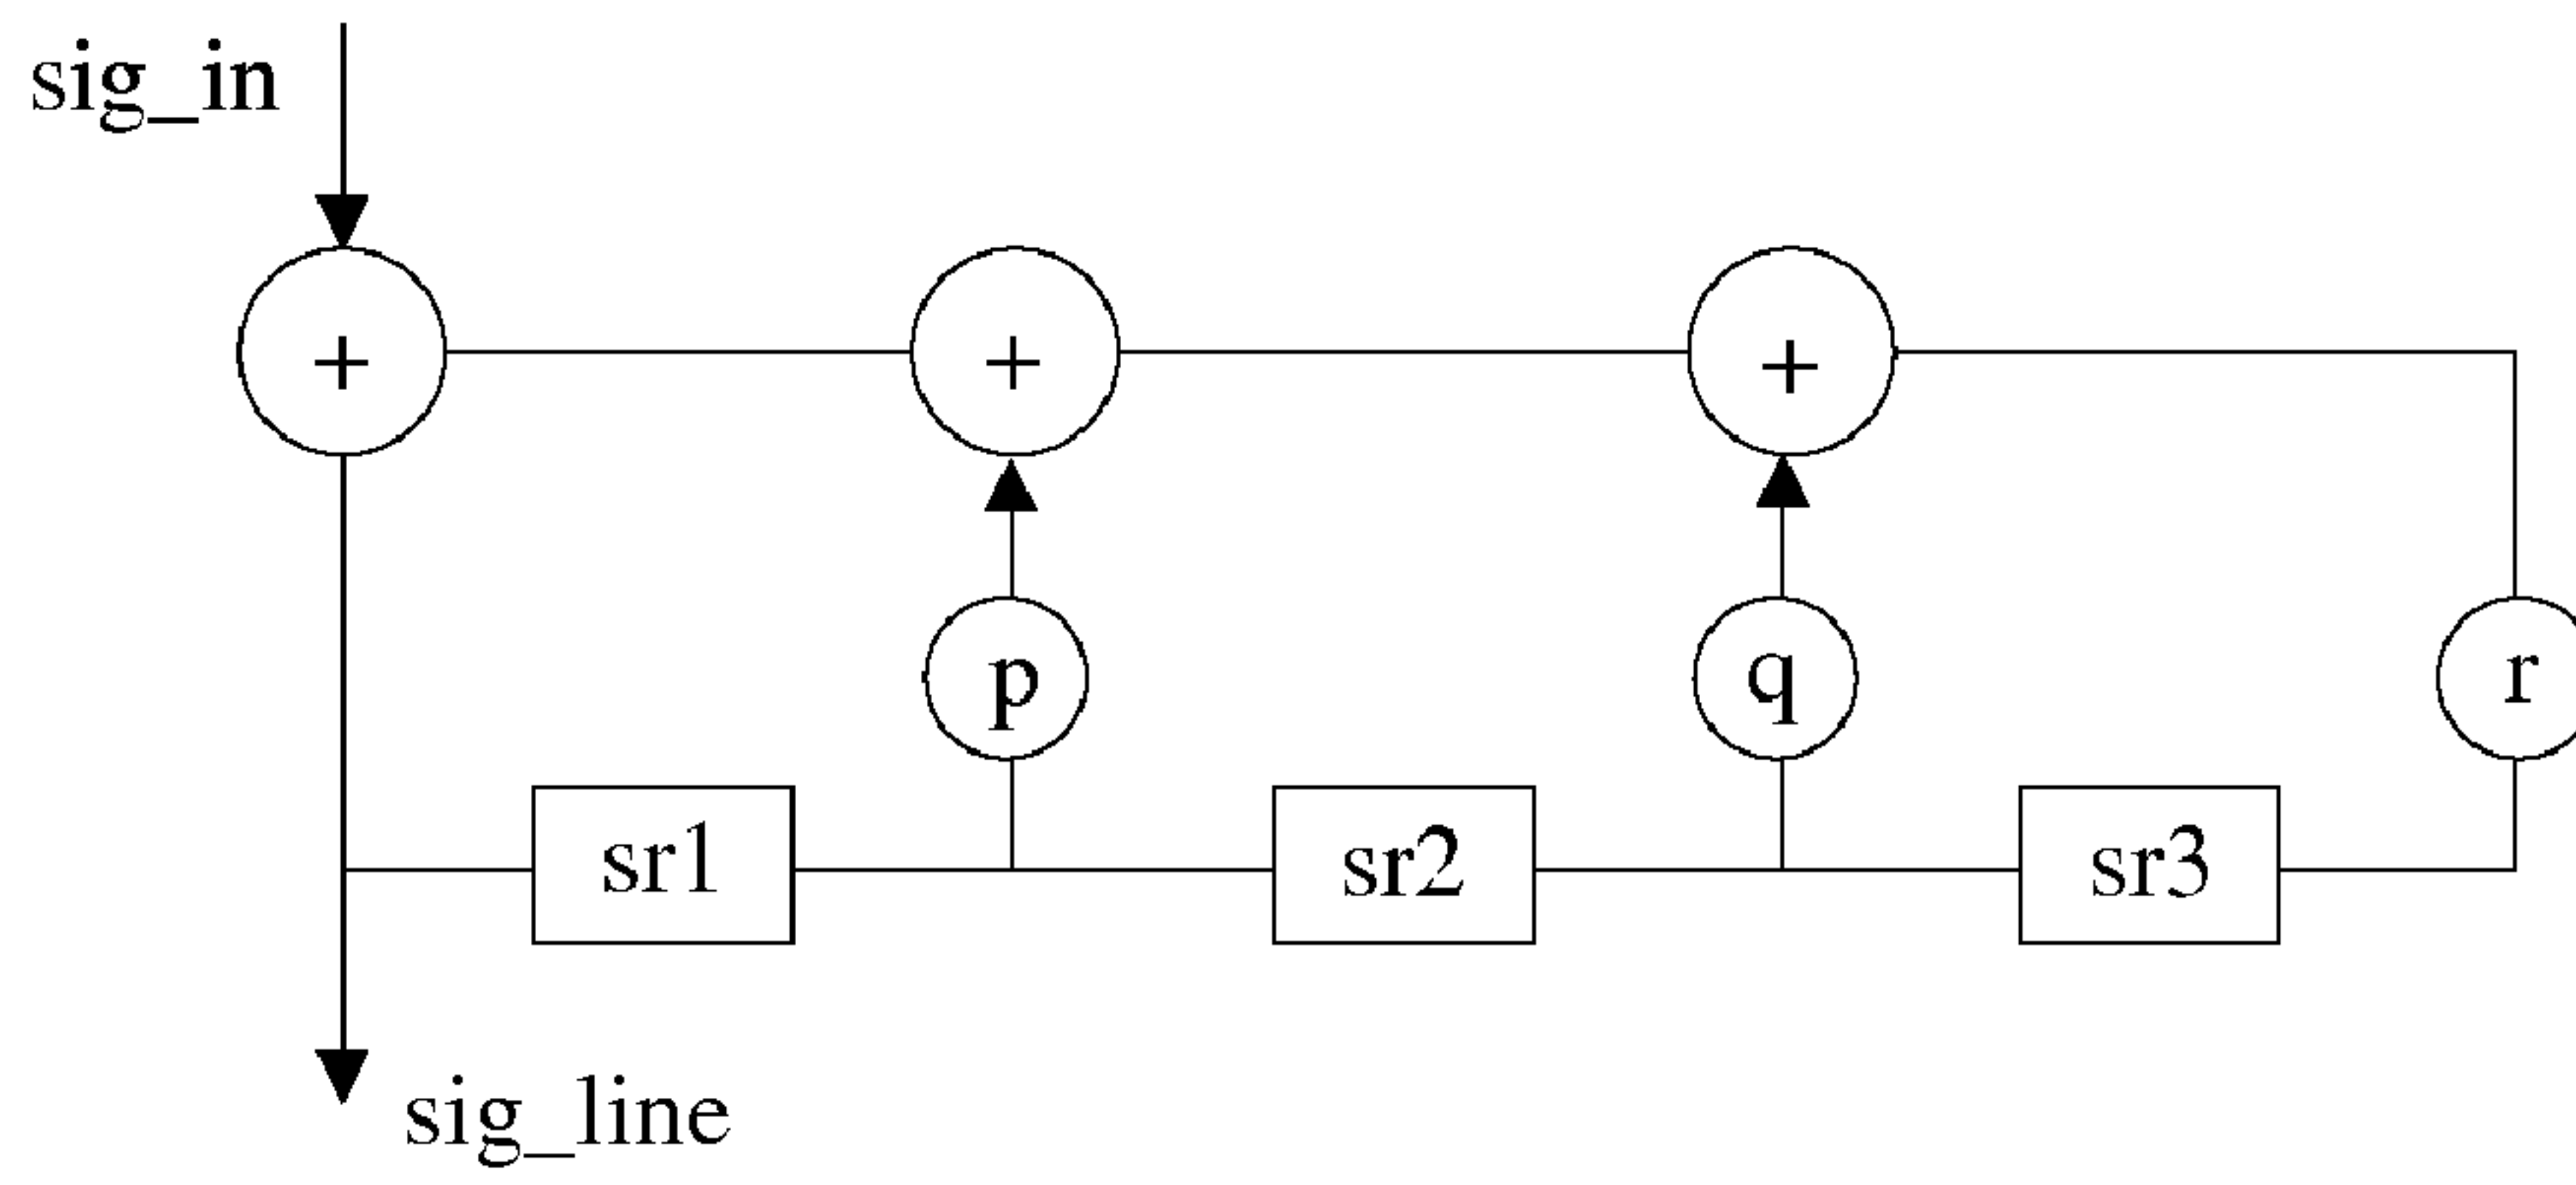 sig_in
+ + +
p q r
sr1 sr2 sr3
sig_line